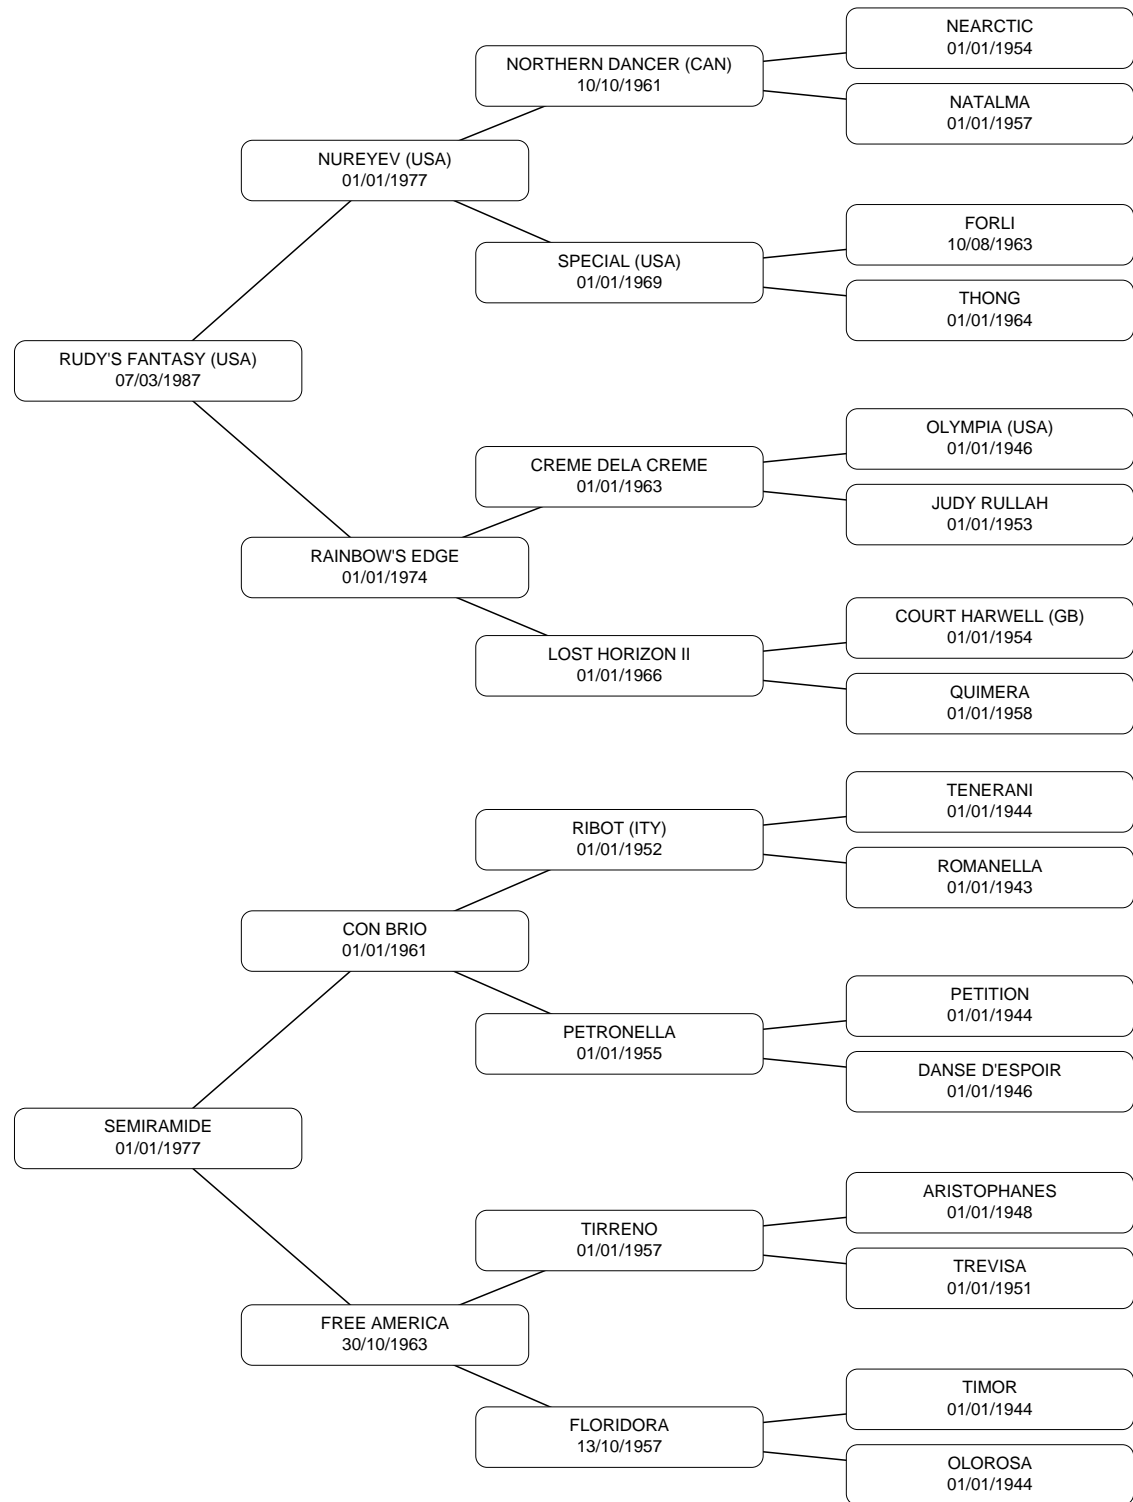 NEARCTIC
01/01/1954
NORTHERN DANCER (CAN)
10/10/1961
NATALMA
01/01/1957
NUREYEV (USA)
01/01/1977
FORLI
10/08/1963
SPECIAL (USA)
01/01/1969
THONG
01/01/1964
RUDY'S FANTASY (USA)
07/03/1987
OLYMPIA (USA)
01/01/1946
CREME DELA CREME
01/01/1963
JUDY RULLAH
01/01/1953
RAINBOW'S EDGE
01/01/1974
COURT HARWELL (GB)
01/01/1954
LOST HORIZON II
01/01/1966
QUIMERA
01/01/1958
TENERANI
01/01/1944
RIBOT (ITY)
01/01/1952
ROMANELLA
01/01/1943
CON BRIO
01/01/1961
PETITION
01/01/1944
PETRONELLA
01/01/1955
DANSE D'ESPOIR
01/01/1946
SEMIRAMIDE
01/01/1977
ARISTOPHANES
01/01/1948
TIRRENO
01/01/1957
TREVISA
01/01/1951
FREE AMERICA
30/10/1963
TIMOR
01/01/1944
FLORIDORA
13/10/1957
OLOROSA
01/01/1944